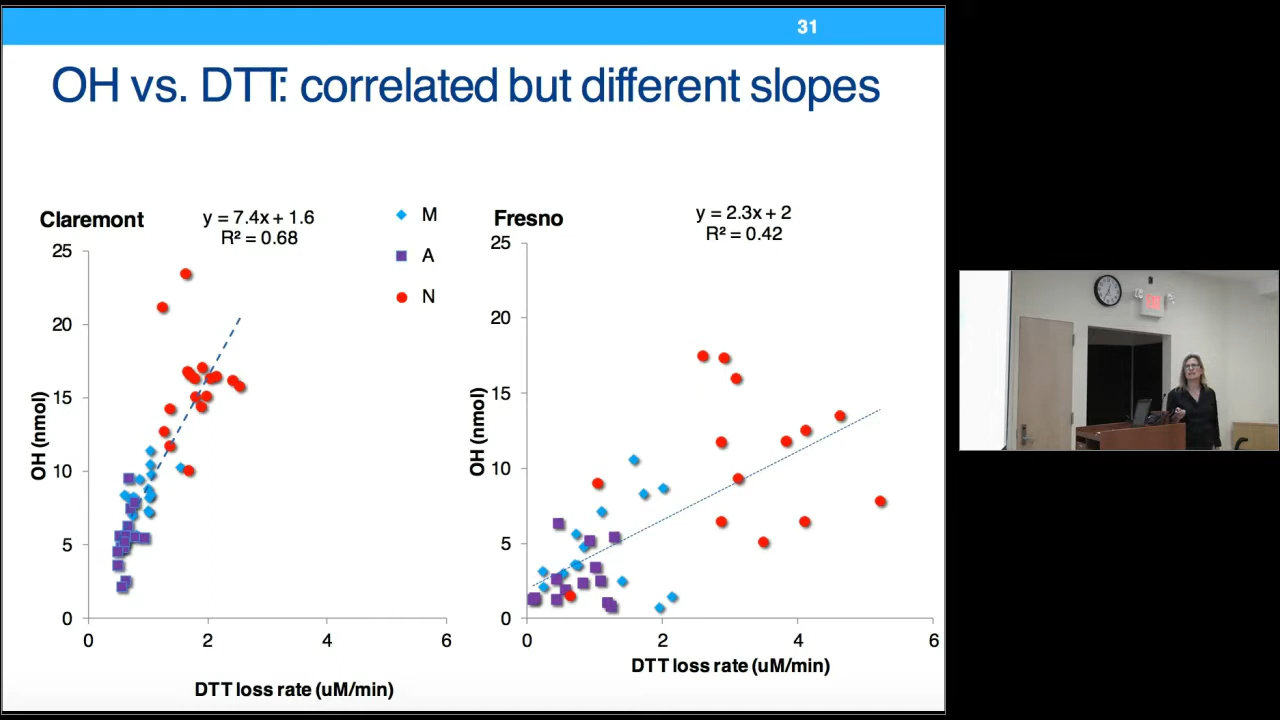 31
OH vs. DTT: correlated but different slopes
Claremont
y = 7.4x + 1.6
R² = 0.68
M
A
N
25
20
15
10
5
0
OH (nmol)
0 2 4 6
DTT loss rate (uM/min)
Fresno
y = 2.3x + 2
R² = 0.42
25
20
15
10
5
0
OH (nmol)
0 2 4 6
DTT loss rate (uM/min)